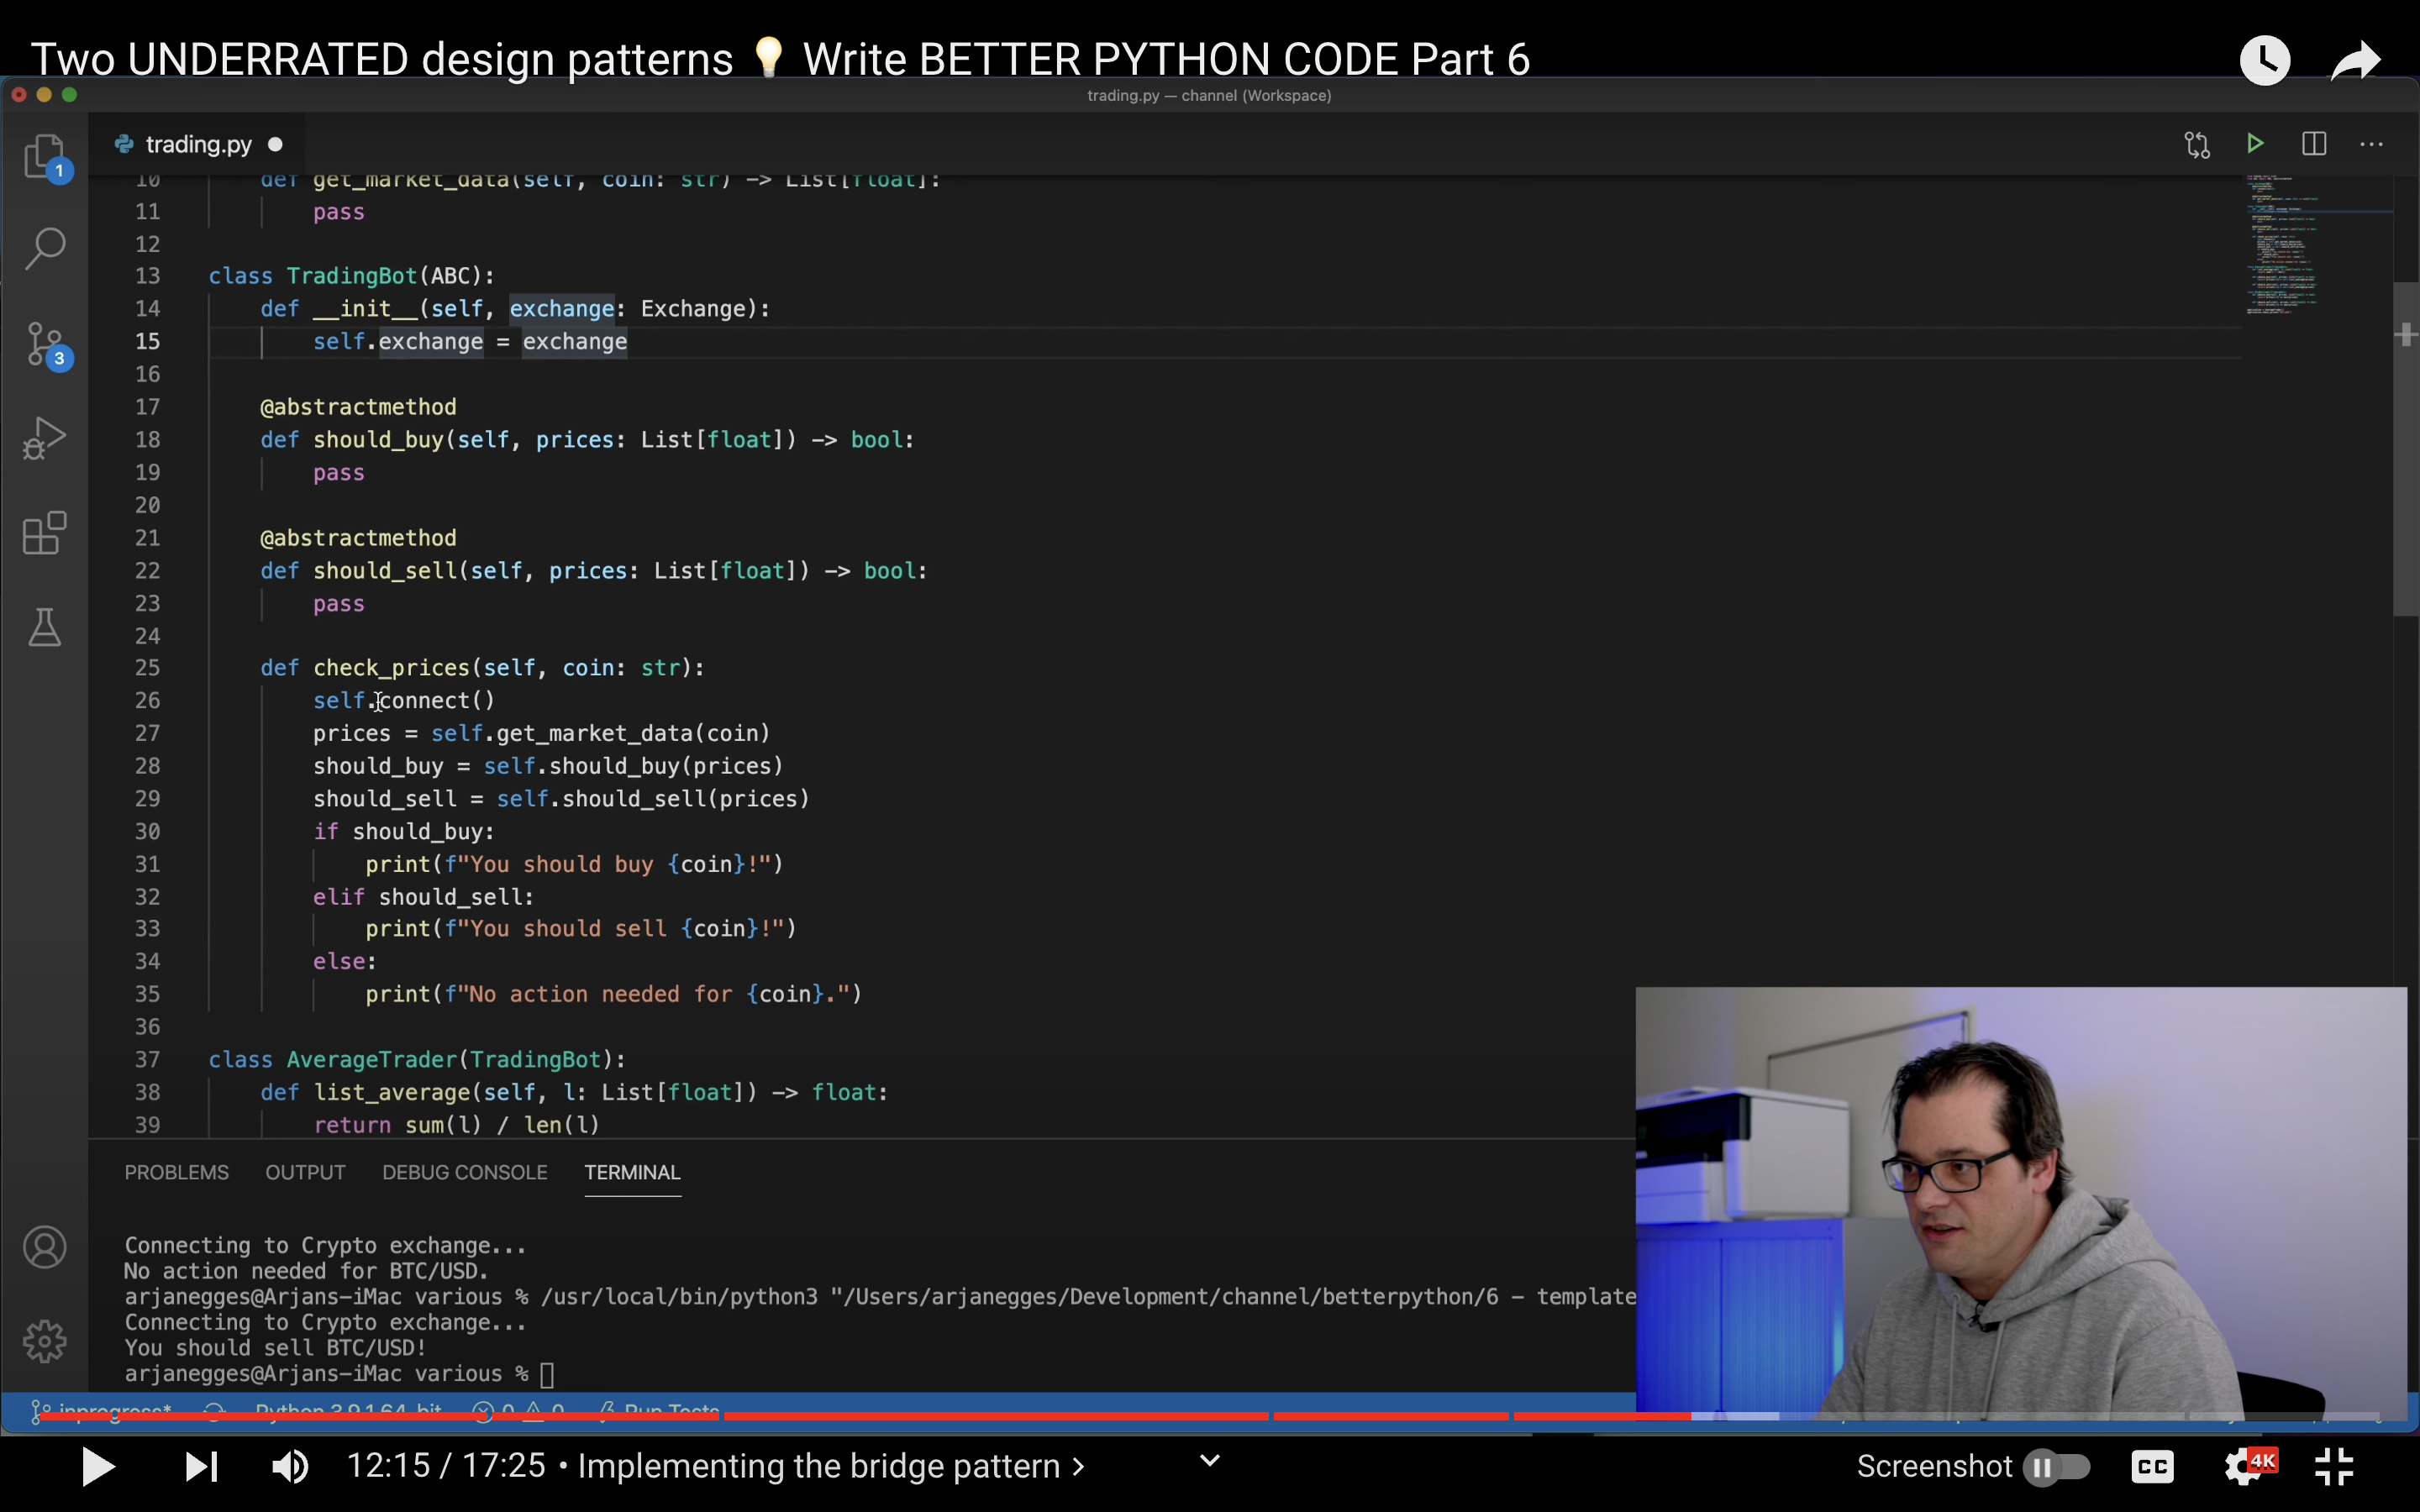 Two UNDERRATED design patterns 💡 Write BETTER PYTHON CODE Part 6
trading.py — channel (Workspace)
trading.py
1
3
10 def get_market_data(self, coin: str) -> List[float]:
11 pass
12
13 class TradingBot(ABC):
14 def __init__(self, exchange: Exchange):
15 self.exchange = exchange
16
17 @abstractmethod
18 def should_buy(self, prices: List[float]) -> bool:
19 pass
20
21 @abstractmethod
22 def should_sell(self, prices: List[float]) -> bool:
23 pass
24
25 def check_prices(self, coin: str):
26 self.connect()
27 prices = self.get_market_data(coin)
28 should_buy = self.should_buy(prices)
29 should_sell = self.should_sell(prices)
30 if should_buy:
31 print(f"You should buy {coin}!")
32 elif should_sell:
33 print(f"You should sell {coin}!")
34 else:
35 print(f"No action needed for {coin}.")
36
37 class AverageTrader(TradingBot):
38 def list_average(self, l: List[float]) -> float:
39 return sum(l) / len(l)
PROBLEMS OUTPUT DEBUG CONSOLE TERMINAL
Connecting to Crypto exchange...
No action needed for BTC/USD.
arjanegges@Arjans-iMac various % /usr/local/bin/python3 "/Users/arjanegges/Development/channel/betterpython/6 - template
Connecting to Crypto exchange...
You should sell BTC/USD!
arjanegges@Arjans-iMac various %
inprogress* Python 3.9.1 64-bit 0 0 Run Tests
12:15 / 17:25 • Implementing the bridge pattern >
Screenshot CC 4K